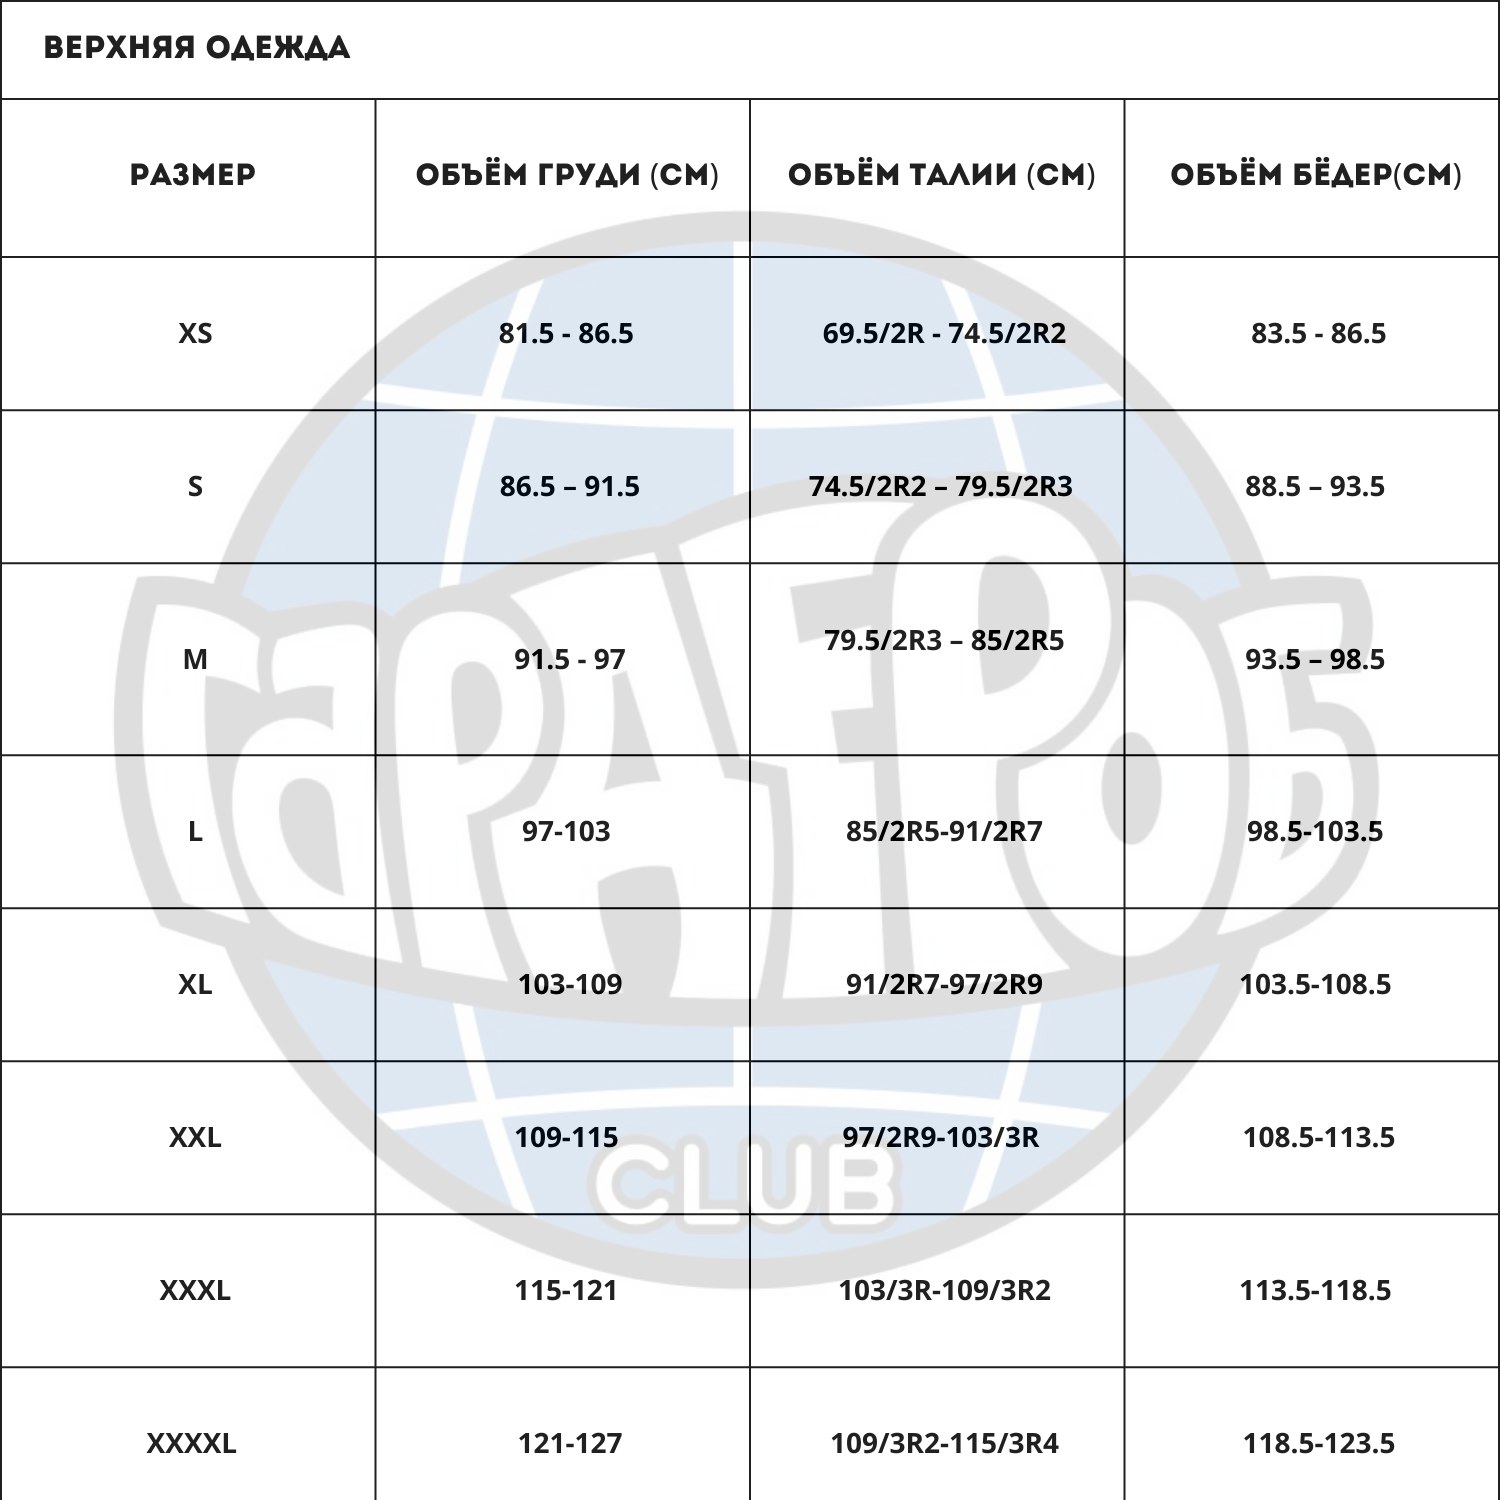 ВЕРХНЯЯ ОДЕЖДА
РАЗМЕР ОБЪЁМ ГРУДИ (СМ) ОБЪЁМ ТАЛИИ (СМ) ОБЪЁМ БЁДЕР(СМ)
XS 81.5 - 86.5 69.5/2R - 74.5/2R2 83.5 - 86.5
S 86.5 – 91.5 74.5/2R2 – 79.5/2R3 88.5 – 93.5
M 91.5 - 97 79.5/2R3 – 85/2R5 93.5 – 98.5
L 97-103 85/2R5-91/2R7 98.5-103.5
XL 103-109 91/2R7-97/2R9 103.5-108.5
XXL 109-115 97/2R9-103/3R 108.5-113.5
XXXL 115-121 103/3R-109/3R2 113.5-118.5
XXXXL 121-127 109/3R2-115/3R4 118.5-123.5
CLUB